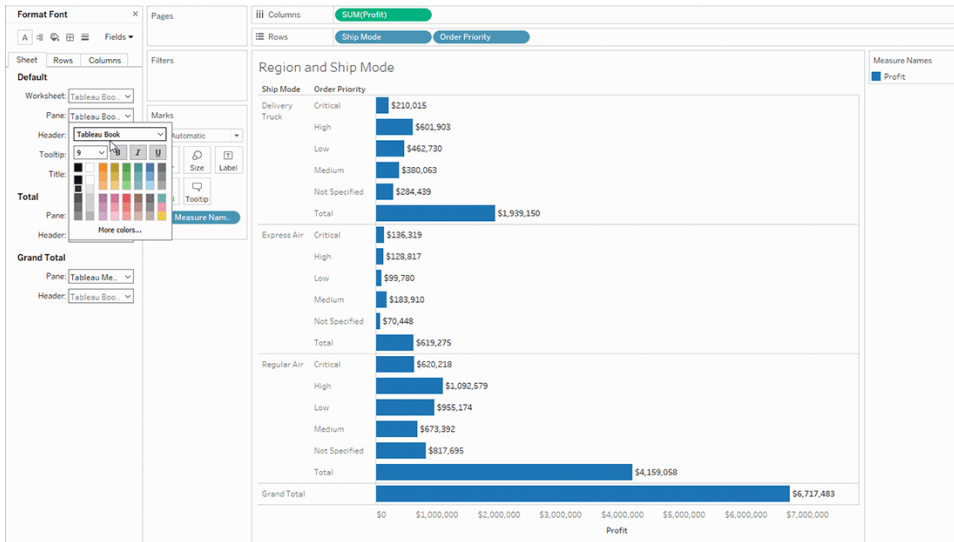 Format Font
×
A
Fields
Sheet
Rows
Columns
Default
Worksheet:
Tableau Boo..
Pane:
Tableau Boo..
Header:
Tooltip:
Title:
Tableau Book
9
B
I
U
More colors...
Total
Pane:
Header:
Grand Total
Pane:
Tableau Me..
Header:
Tableau Boo..
Pages
Filters
Marks
Automatic
Size
Label
Tooltip
Measure Nam..
Columns
SUM(Profit)
Rows
Ship Mode
Order Priority
Region and Ship Mode
Ship Mode
Order Priority
Delivery Truck
Critical
$210,015
High
$601,903
Low
$462,730
Medium
$380,063
Not Specified
$284,439
Total
$1,939,150
Express Air
Critical
$136,319
High
$128,817
Low
$99,780
Medium
$183,910
Not Specified
$70,448
Total
$619,275
Regular Air
Critical
$620,218
High
$1,092,579
Low
$955,174
Medium
$673,392
Not Specified
$817,695
Total
$4,159,058
Grand Total
$6,717,483
$0
$1,000,000
$2,000,000
$3,000,000
$4,000,000
$5,000,000
$6,000,000
$7,000,000
Profit
Measure Names
Profit